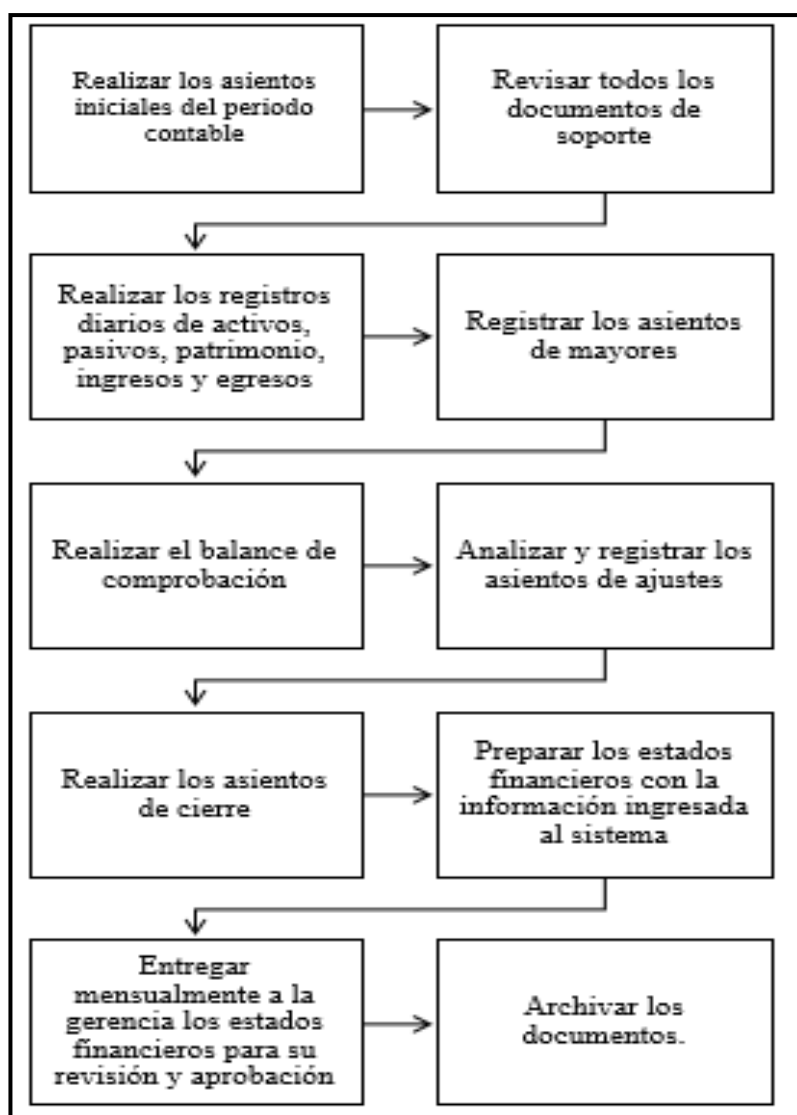 Realizar los asientos
iniciales del periodo
contable
Revisar todos los
documentos de
soporte
Realizar los registros
diarios de activos,
pasivos, patrimonio,
ingresos y egresos
Registrar los asientos
de mayores
Realizar el balance de
comprobación
Analizar y registrar los
asientos de ajustes
Realizar los asientos
de cierre
Preparar los estados
financieros con la
información ingresada
al sistema
Entregar
mensualmente a la
gerencia los estados
financieros para su
revisión y aprobación
Archivar los
documentos.